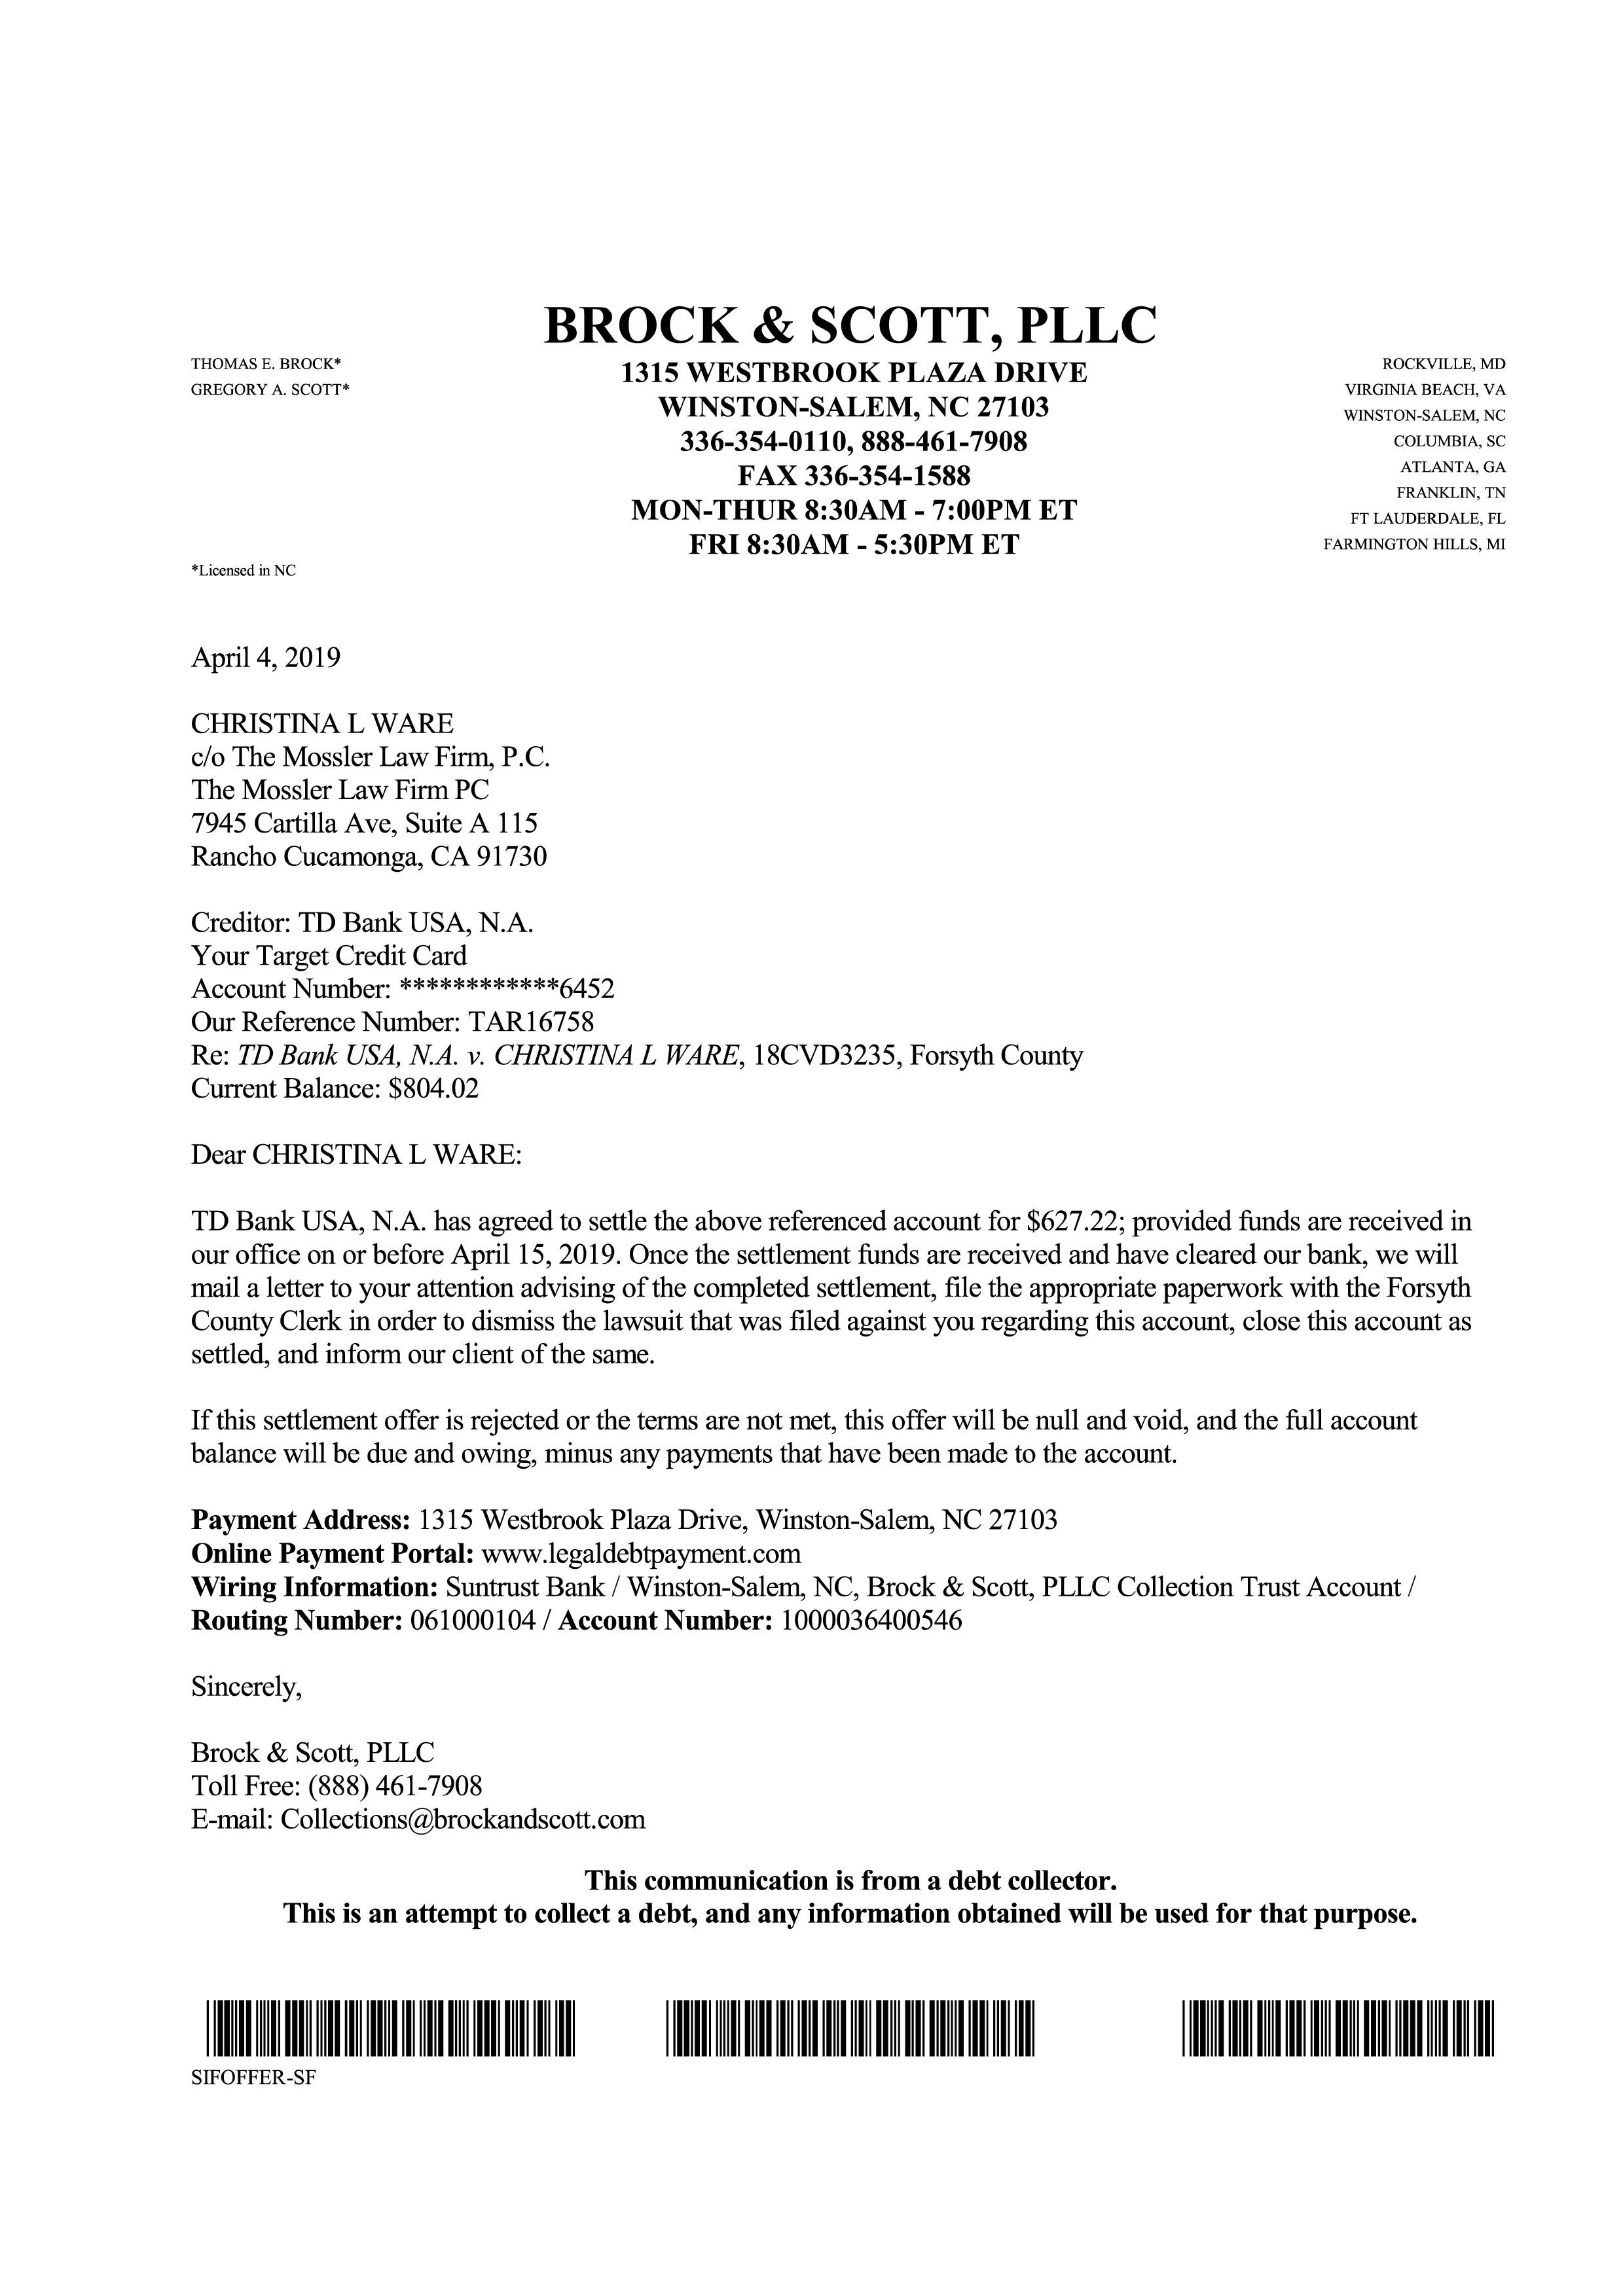 BROCK & SCOTT, PLLC
THOMAS E. BROCK*
GREGORY A. SCOTT*
*Licensed in NC
1315 WESTBROOK PLAZA DRIVE
WINSTON-SALEM, NC 27103
336-354-0110, 888-461-7908
FAX 336-354-1588
MON-THUR 8:30AM - 7:00PM ET
FRI 8:30AM - 5:30PM ET
ROCKVILLE, MD
VIRGINIA BEACH, VA
WINSTON-SALEM, NC
COLUMBIA, SC
ATLANTA, GA
FRANKLIN, TN
FT LAUDERDALE, FL
FARMINGTON HILLS, MI
April 4, 2019
CHRISTINA L WARE
c/o The Mossler Law Firm, P.C.
The Mossler Law Firm PC
7945 Cartilla Ave, Suite A 115
Rancho Cucamonga, CA 91730
Creditor: TD Bank USA, N.A.
Your Target Credit Card
Account Number: ************6452
Our Reference Number: TAR16758
Re: TD Bank USA, N.A. v. CHRISTINA L WARE, 18CVD3235, Forsyth County
Current Balance: $804.02
Dear CHRISTINA L WARE:
TD Bank USA, N.A. has agreed to settle the above referenced account for $627.22; provided funds are received in
our office on or before April 15, 2019. Once the settlement funds are received and have cleared our bank, we will
mail a letter to your attention advising of the completed settlement, file the appropriate paperwork with the Forsyth
County Clerk in order to dismiss the lawsuit that was filed against you regarding this account, close this account as
settled, and inform our client of the same.
If this settlement offer is rejected or the terms are not met, this offer will be null and void, and the full account
balance will be due and owing, minus any payments that have been made to the account.
Payment Address: 1315 Westbrook Plaza Drive, Winston-Salem, NC 27103
Online Payment Portal: www.legaldebtpayment.com
Wiring Information: Suntrust Bank / Winston-Salem, NC, Brock & Scott, PLLC Collection Trust Account /
Routing Number: 061000104 / Account Number: 1000036400546
Sincerely,
Brock & Scott, PLLC
Toll Free: (888) 461-7908
E-mail: Collections@brockandscott.com
This communication is from a debt collector.
This is an attempt to collect a debt, and any information obtained will be used for that purpose.
SIFOFFER-SF